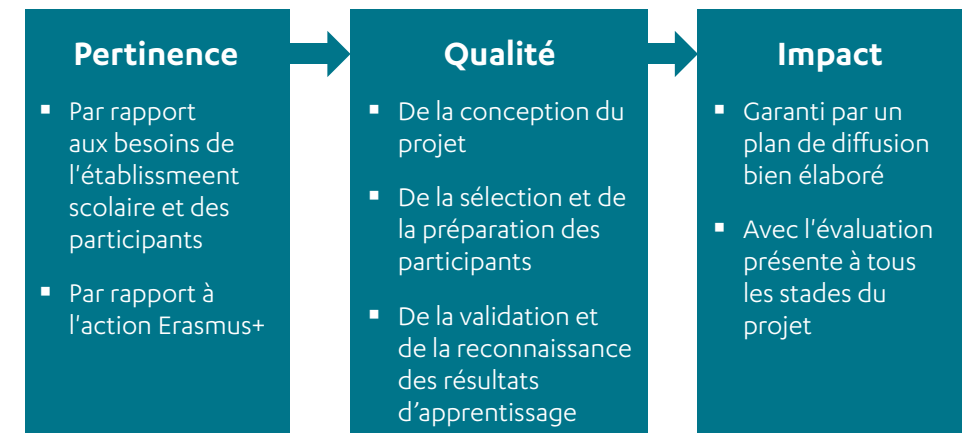 Pertinence
▪ Par rapport
aux besoins de
l'établissmeent
scolaire et des
participants
▪ Par rapport à
l'action Erasmus+
Qualité
▪ De la conception du
projet
▪ De la sélection et de
la préparation des
participants
▪ De la validation et
de la reconnaissance
des résultats
d’apprentissage
Impact
▪ Garanti par un
plan de diffusion
bien élaboré
▪ Avec l'évaluation
présente à tous
les stades du
projet